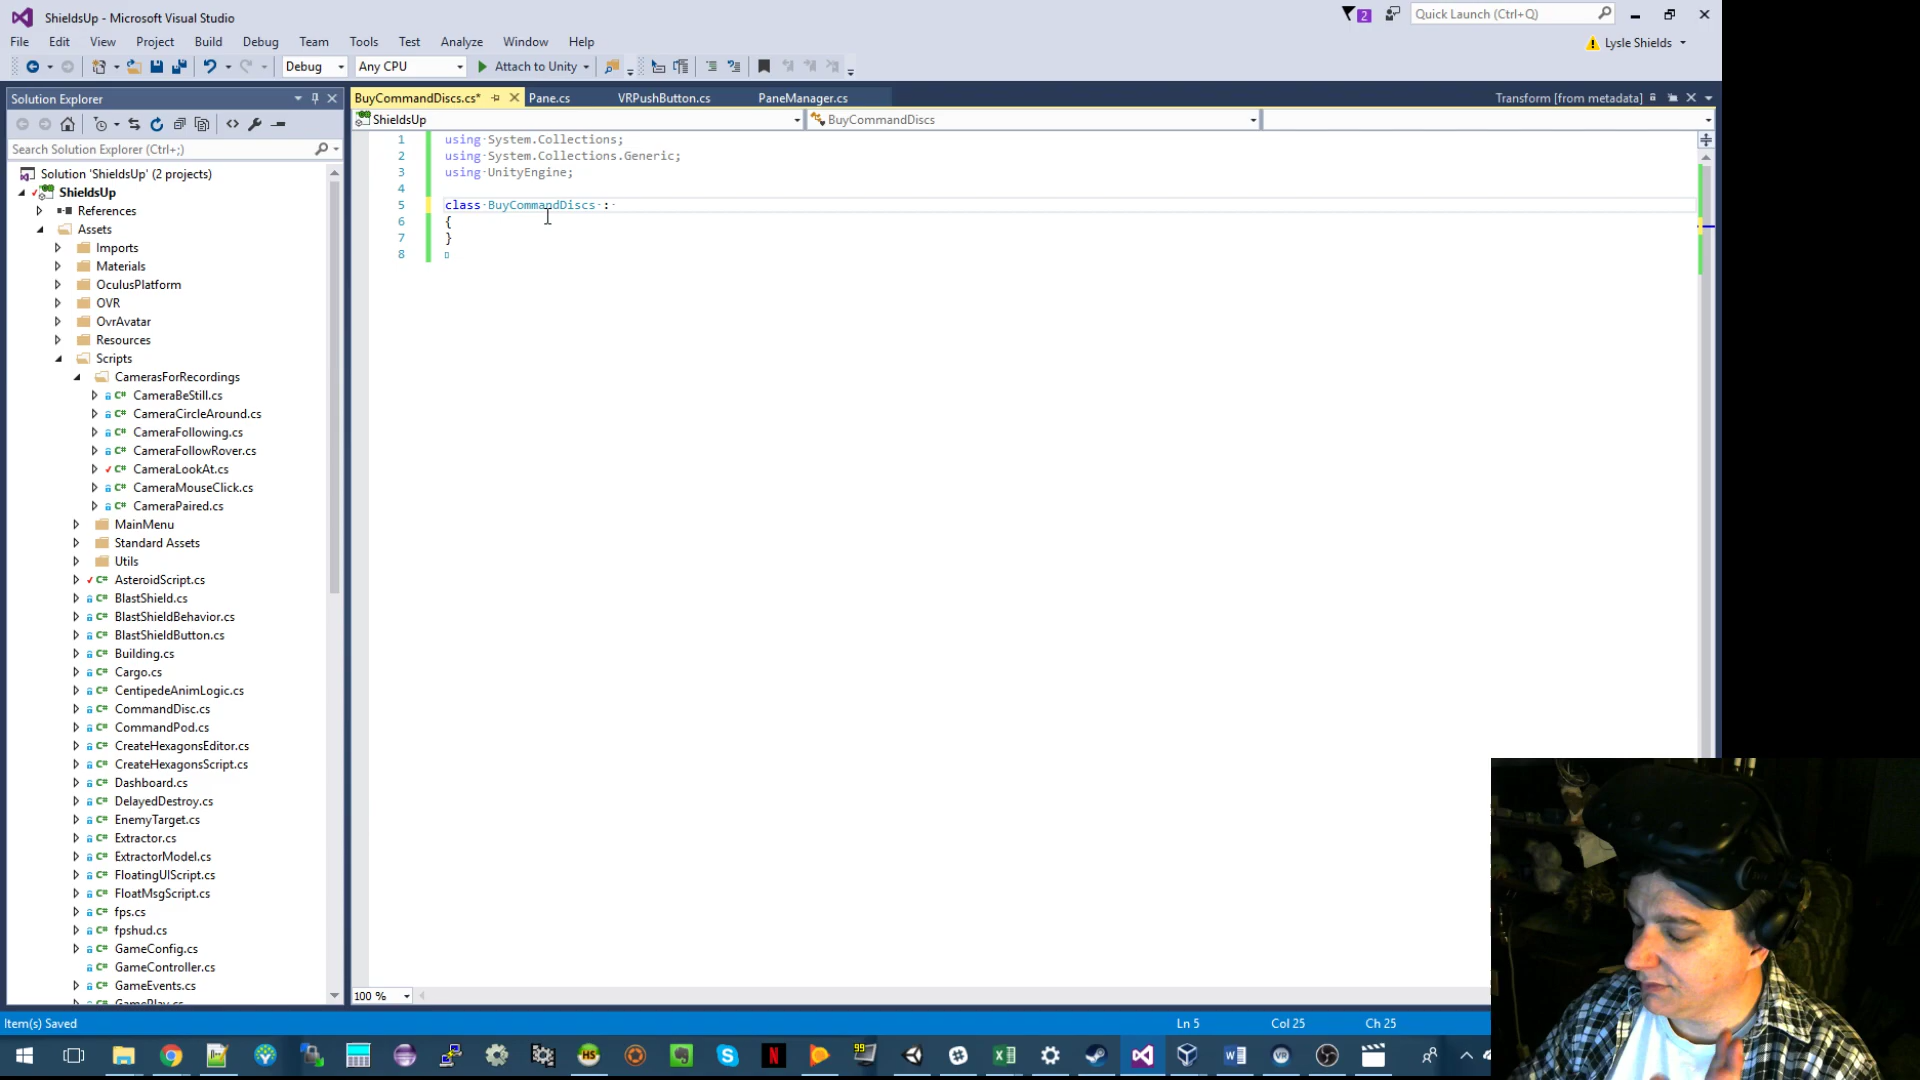 ShieldsUp - Microsoft Visual Studio
2
Quick Launch (Ctrl+Q)
File Edit View Project Build Debug Team Tools Test Analyze Window Help
Lysle Shields
Debug Any CPU Attach to Unity
Solution Explorer
BuyCommandDiscs.cs* Pane.cs VRPushButton.cs PaneManager.cs Transform [from metadata]
ShieldsUp BuyCommandDiscs
Search Solution Explorer (Ctrl+;)
1 using System.Collections;
2 using System.Collections.Generic;
3 using UnityEngine;
4
5 class BuyCommandDiscs :
6 {
7 }
8
Solution 'ShieldsUp' (2 projects)
ShieldsUp
References
Assets
Imports
Materials
OculusPlatform
OVR
OvrAvatar
Resources
Scripts
CamerasForRecordings
CameraBeStill.cs
CameraCircleAround.cs
CameraFollowing.cs
CameraFollowRover.cs
CameraLookAt.cs
CameraMouseClick.cs
CameraPaired.cs
MainMenu
Standard Assets
Utils
AsteroidScript.cs
BlastShield.cs
BlastShieldBehavior.cs
BlastShieldButton.cs
Building.cs
Cargo.cs
CentipedeAnimLogic.cs
CommandDisc.cs
CommandPod.cs
CreateHexagonsEditor.cs
CreateHexagonsScript.cs
Dashboard.cs
DelayedDestroy.cs
EnemyTarget.cs
Extractor.cs
ExtractorModel.cs
FloatingUIScript.cs
FloatMsgScript.cs
fps.cs
fpshud.cs
GameConfig.cs
GameController.cs
GameEvents.cs
GamePlay.cs
100 %
Item(s) Saved
Ln 5 Col 25 Ch 25